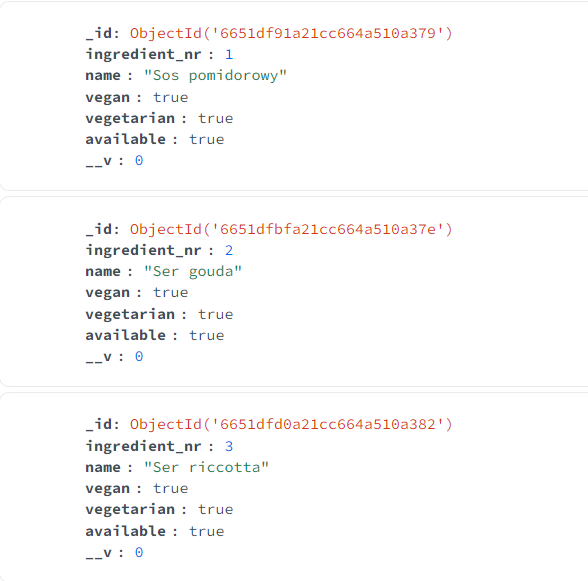 _id: ObjectId('6651df91a21cc664a510a379')
ingredient_nr : 1
name : "Sos pomidorowy"
vegan : true
vegetarian : true
available : true
__v : 0
_id: ObjectId('6651dfbfa21cc664a510a37e')
ingredient_nr : 2
name : "Ser gouda"
vegan : true
vegetarian : true
available : true
__v : 0
_id: ObjectId('6651dfd0a21cc664a510a382')
ingredient_nr : 3
name : "Ser riccotta"
vegan : true
vegetarian : true
available : true
__v : 0